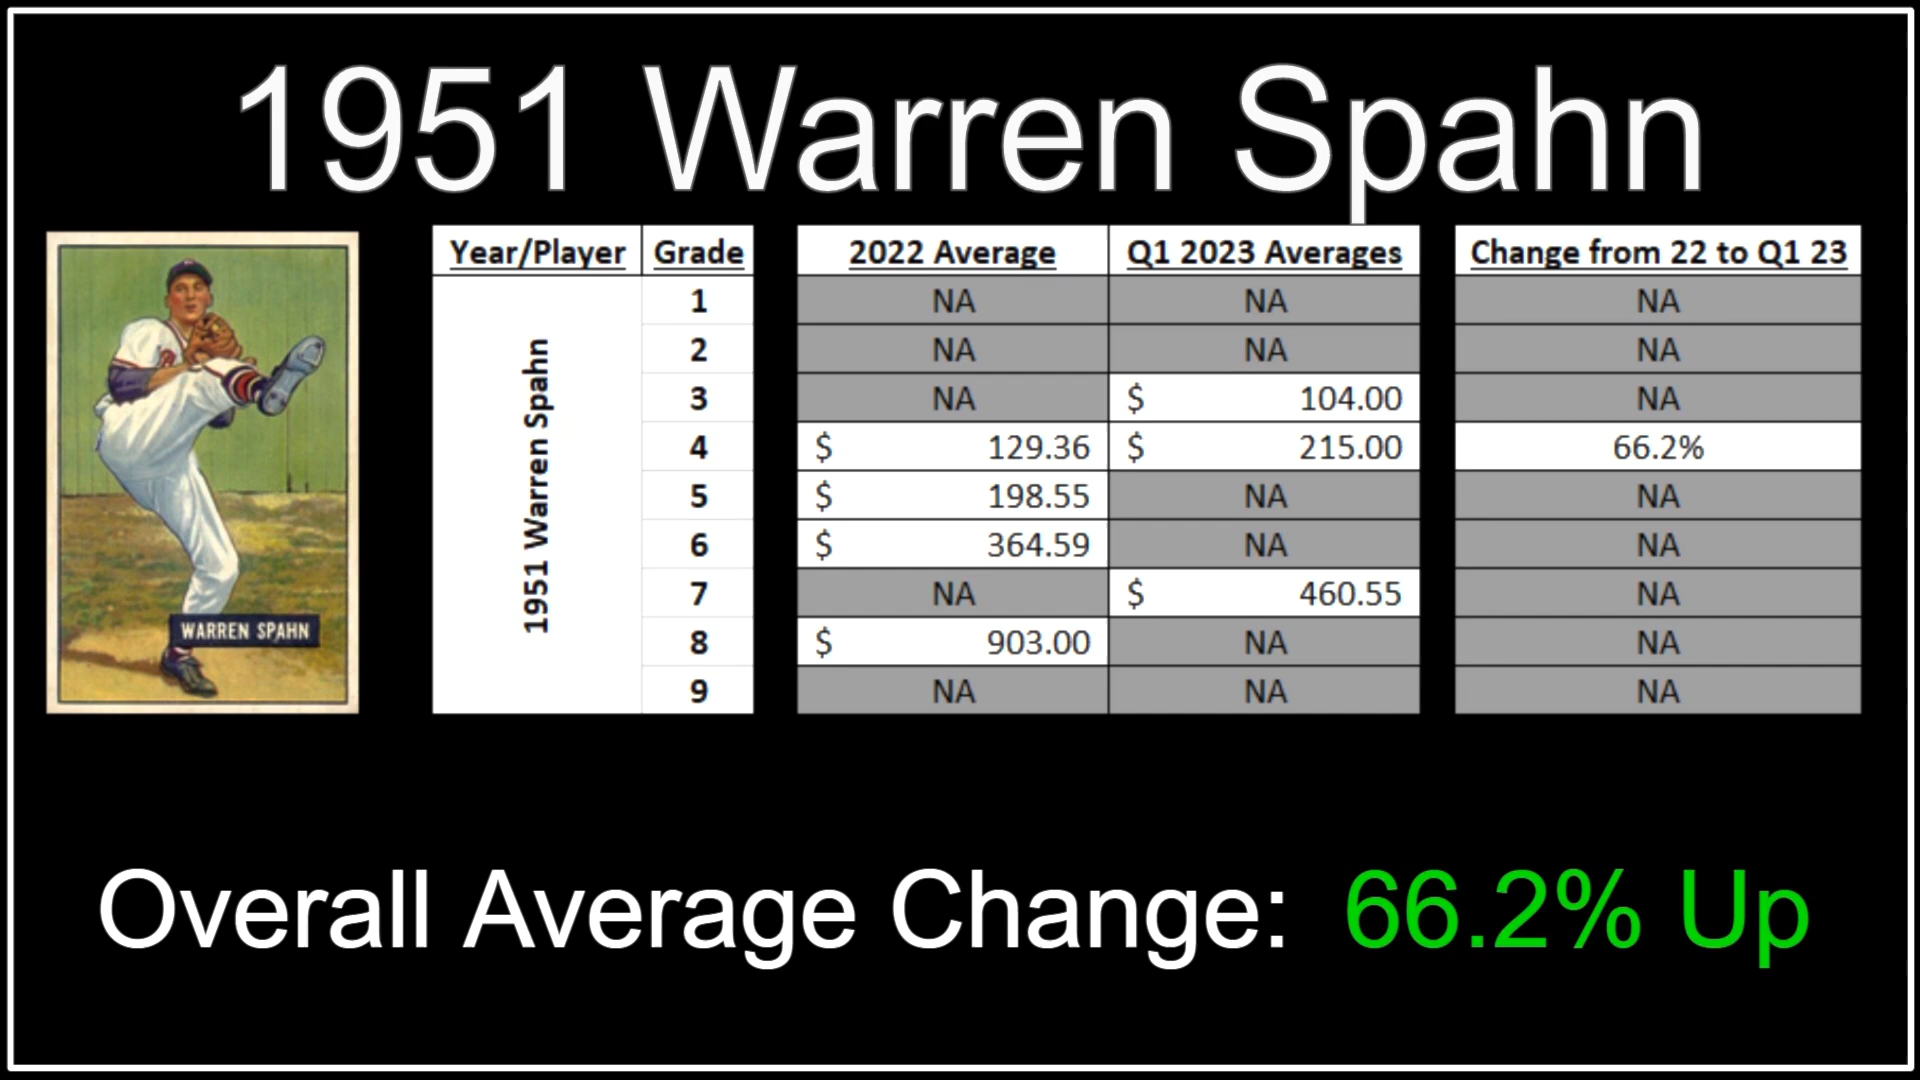 1951 Warren Spahn
Year/Player Grade 2022 Average Q1 2023 Averages Change from 22 to Q1 23
1951 Warren Spahn
1 NA NA NA
2 NA NA NA
3 NA $ 104.00 NA
4 $ 129.36 $ 215.00 66.2%
5 $ 198.55 NA NA
6 $ 364.59 NA NA
7 NA $ 460.55 NA
8 $ 903.00 NA NA
9 NA NA NA
WARREN SPAHN
Overall Average Change: 66.2% Up